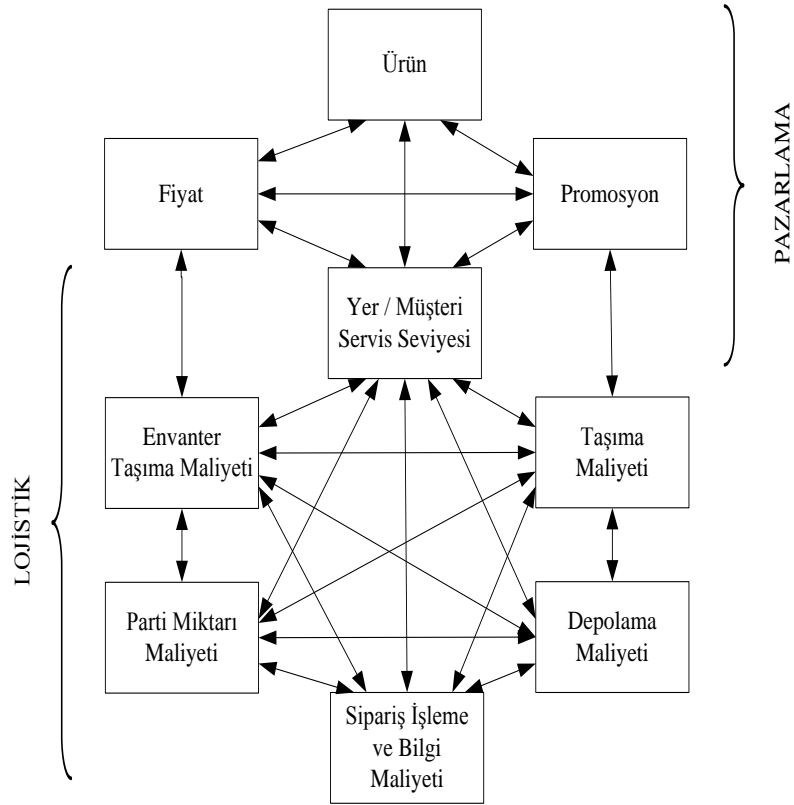 Ürün
PAZARLAMA
Fiyat
Promosyon
Yer / Müşteri
Servis Seviyesi
LOJİSTİK
Envanter
Taşıma Maliyeti
Taşıma
Maliyeti
Parti Miktarı
Maliyeti
Depolama
Maliyeti
Sipariş İşleme
ve Bilgi
Maliyeti